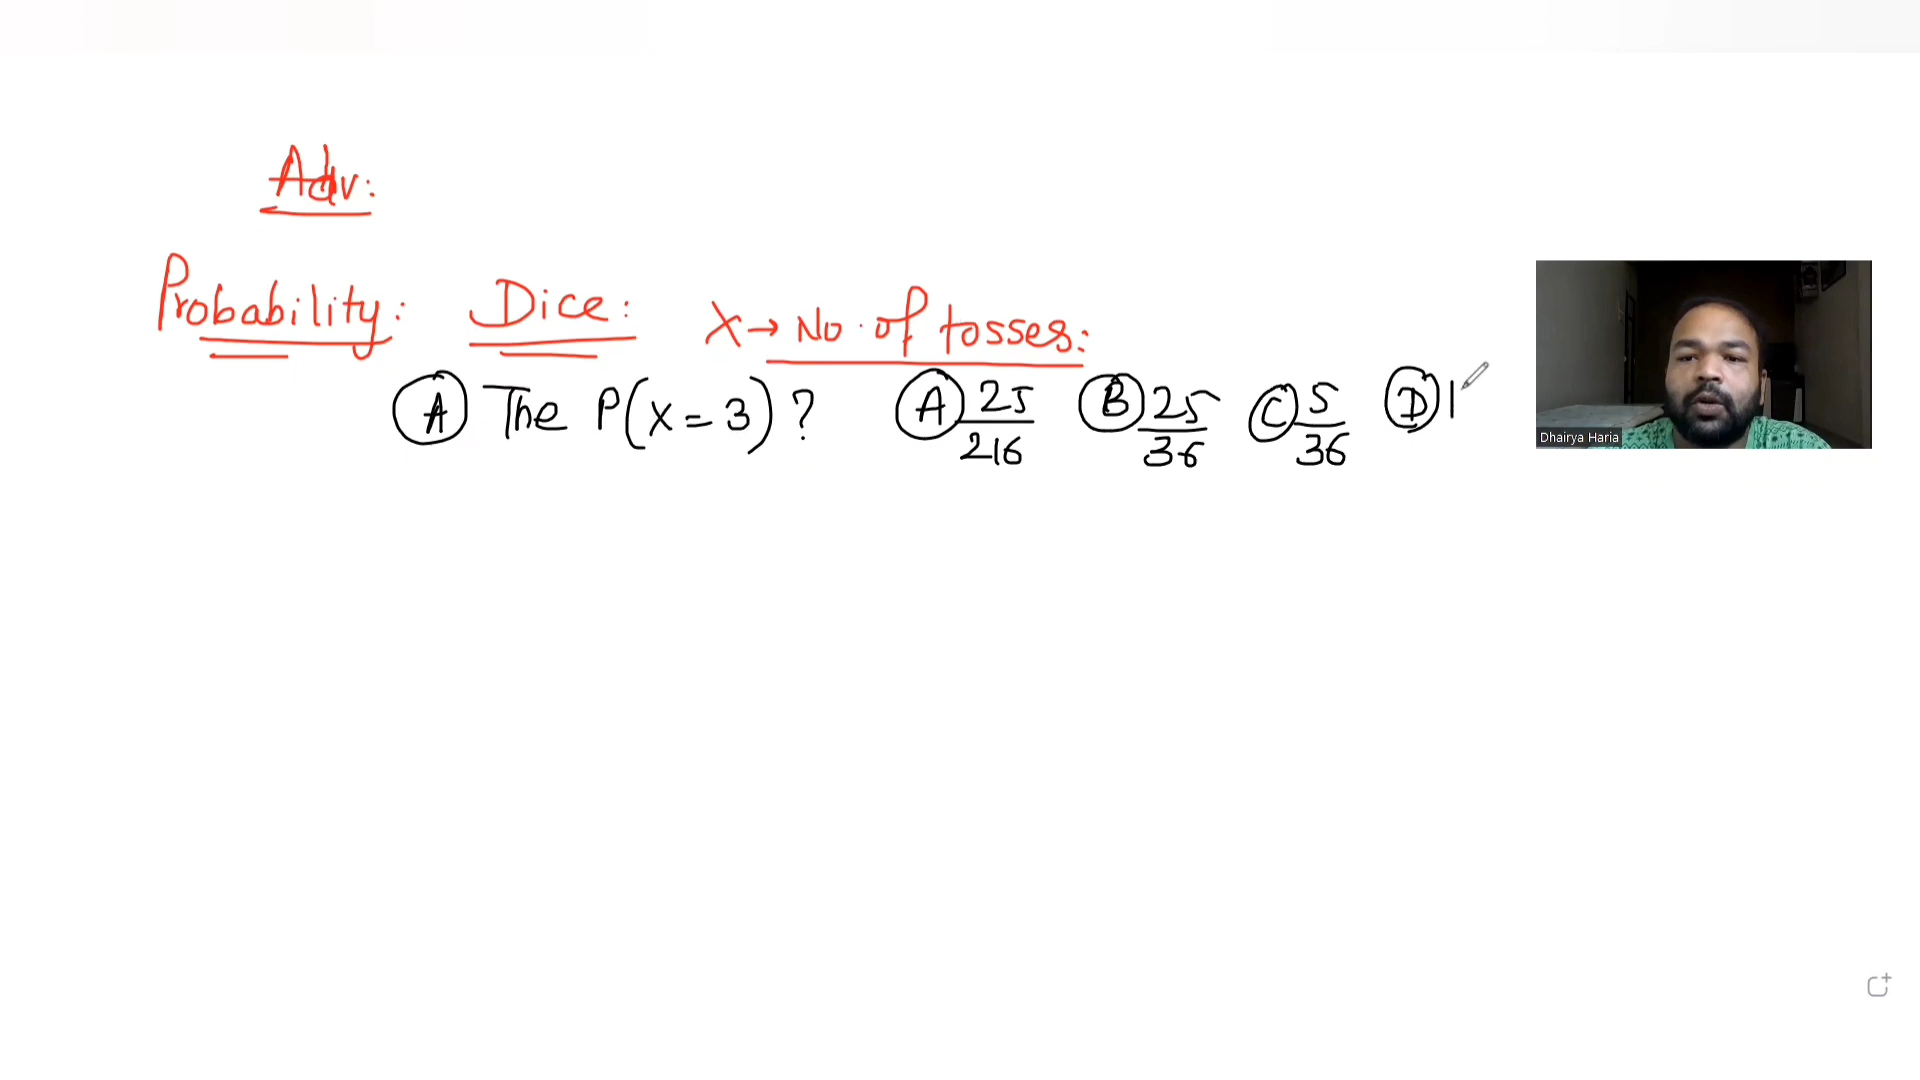 Adv:
Probability: Dice: X→ No. of tosses:
(A) The P(X=3)? (A) 25/216 (B) 25/36 (C) 5/36 (D) 1
Dhairya Haria